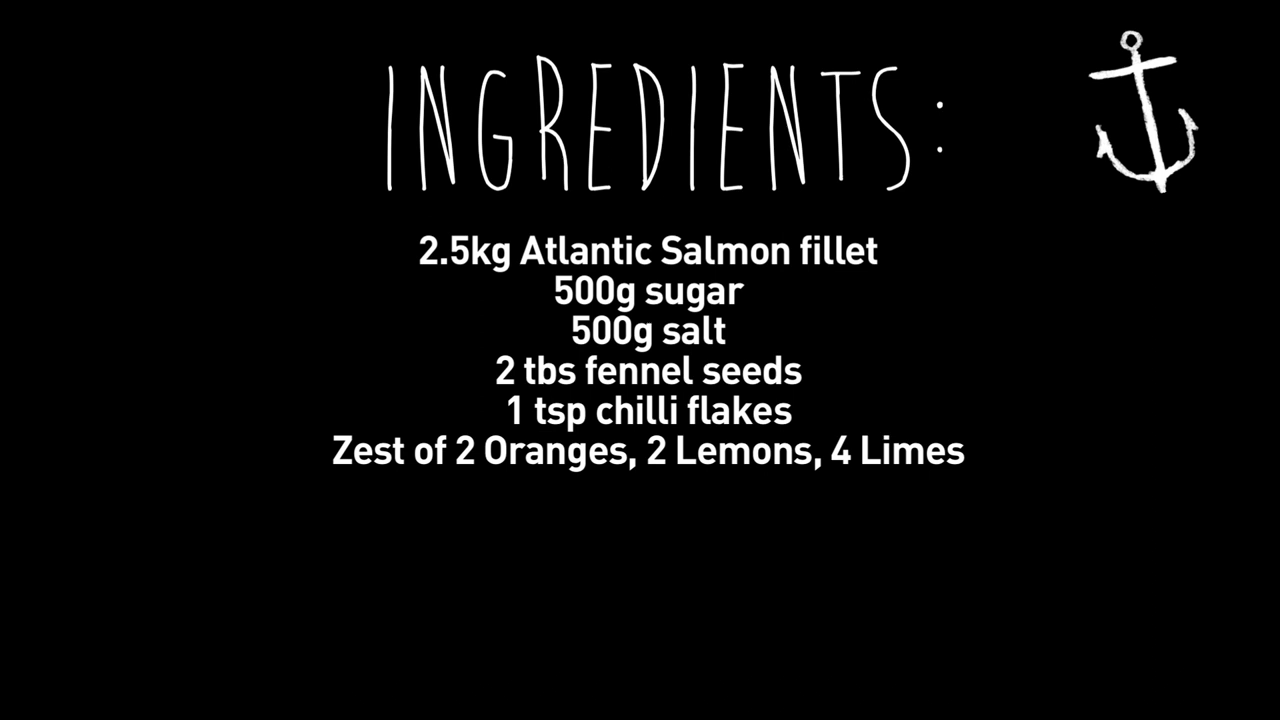 INGREDIENTS:
2.5kg Atlantic Salmon fillet
500g sugar
500g salt
2 tbs fennel seeds
1 tsp chilli flakes
Zest of 2 Oranges, 2 Lemons, 4 Limes